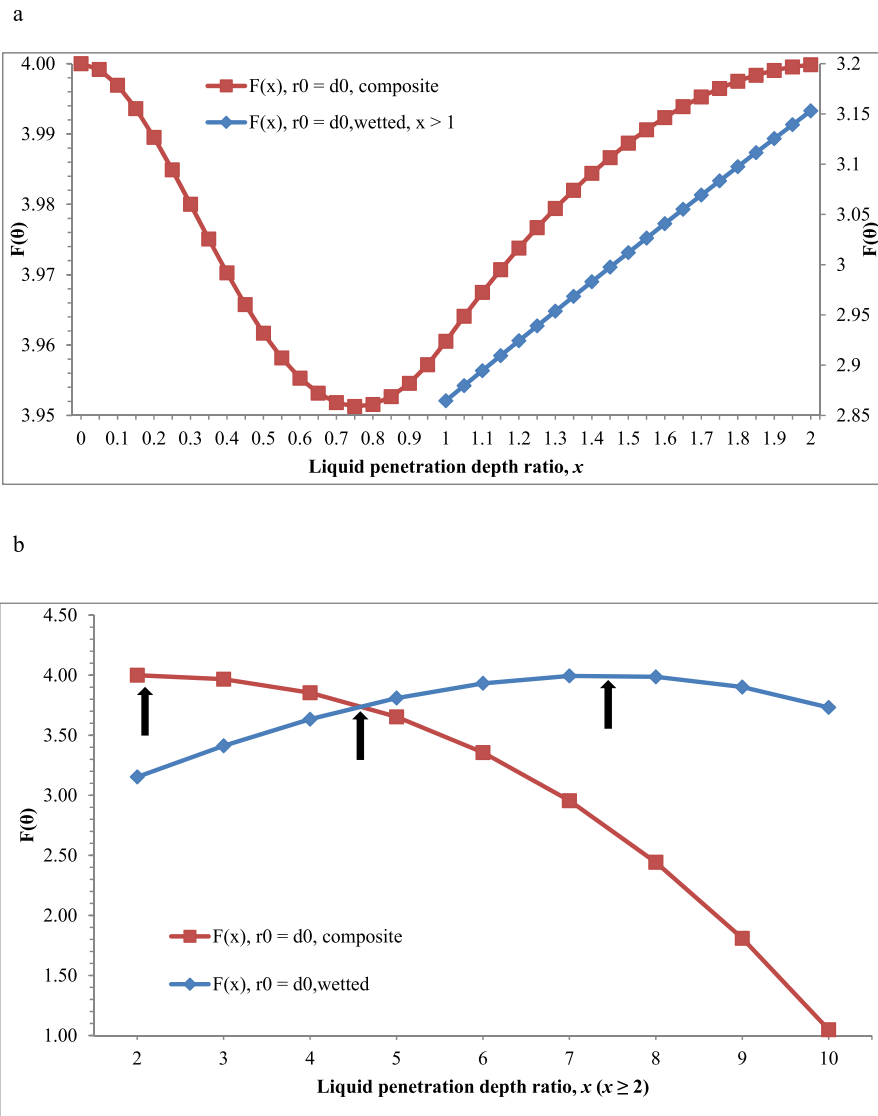 a
F(x), r0 = d0, composite
F(x), r0 = d0,wetted, x > 1
4.00
3.99
3.98
3.97
3.96
3.95
F(θ)
3.2
3.15
3.1
3.05
3
2.95
2.9
2.85
F(θ)
0 0.1 0.2 0.3 0.4 0.5 0.6 0.7 0.8 0.9 1 1.1 1.2 1.3 1.4 1.5 1.6 1.7 1.8 1.9 2
Liquid penetration depth ratio, x
b
4.50
4.00
3.50
3.00
2.50
2.00
1.50
1.00
F(θ)
F(x), r0 = d0, composite
F(x), r0 = d0,wetted
2 3 4 5 6 7 8 9 10
Liquid penetration depth ratio, x (x ≥ 2)